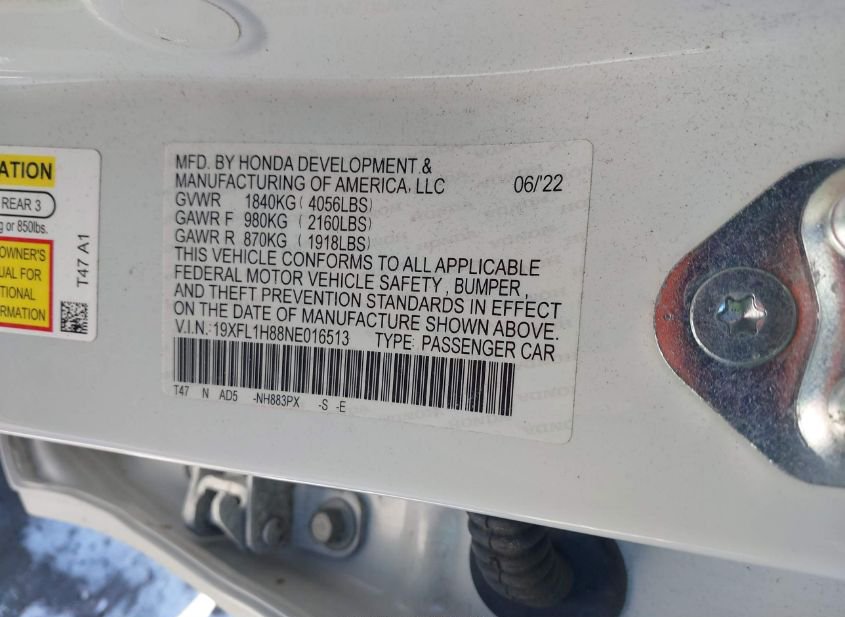 ATION
REAR 3
g or 850lbs.
OWNER'S
UAL FOR
TIONAL
RMATION
T47 A1
MFD. BY HONDA DEVELOPMENT &
MANUFACTURING OF AMERICA, LLC 06/'22
GVWR 1840KG ( 4056LBS)
GAWR F 980KG ( 2160LBS)
GAWR R 870KG ( 1918LBS)
THIS VEHICLE CONFORMS TO ALL APPLICABLE
FEDERAL MOTOR VEHICLE SAFETY , BUMPER ,
AND THEFT PREVENTION STANDARDS IN EFFECT
ON THE DATE OF MANUFACTURE SHOWN ABOVE.
V.I.N.: 19XFL1H88NE016513 TYPE: PASSENGER CAR
T47 N AD5 -NH883PX -S -E